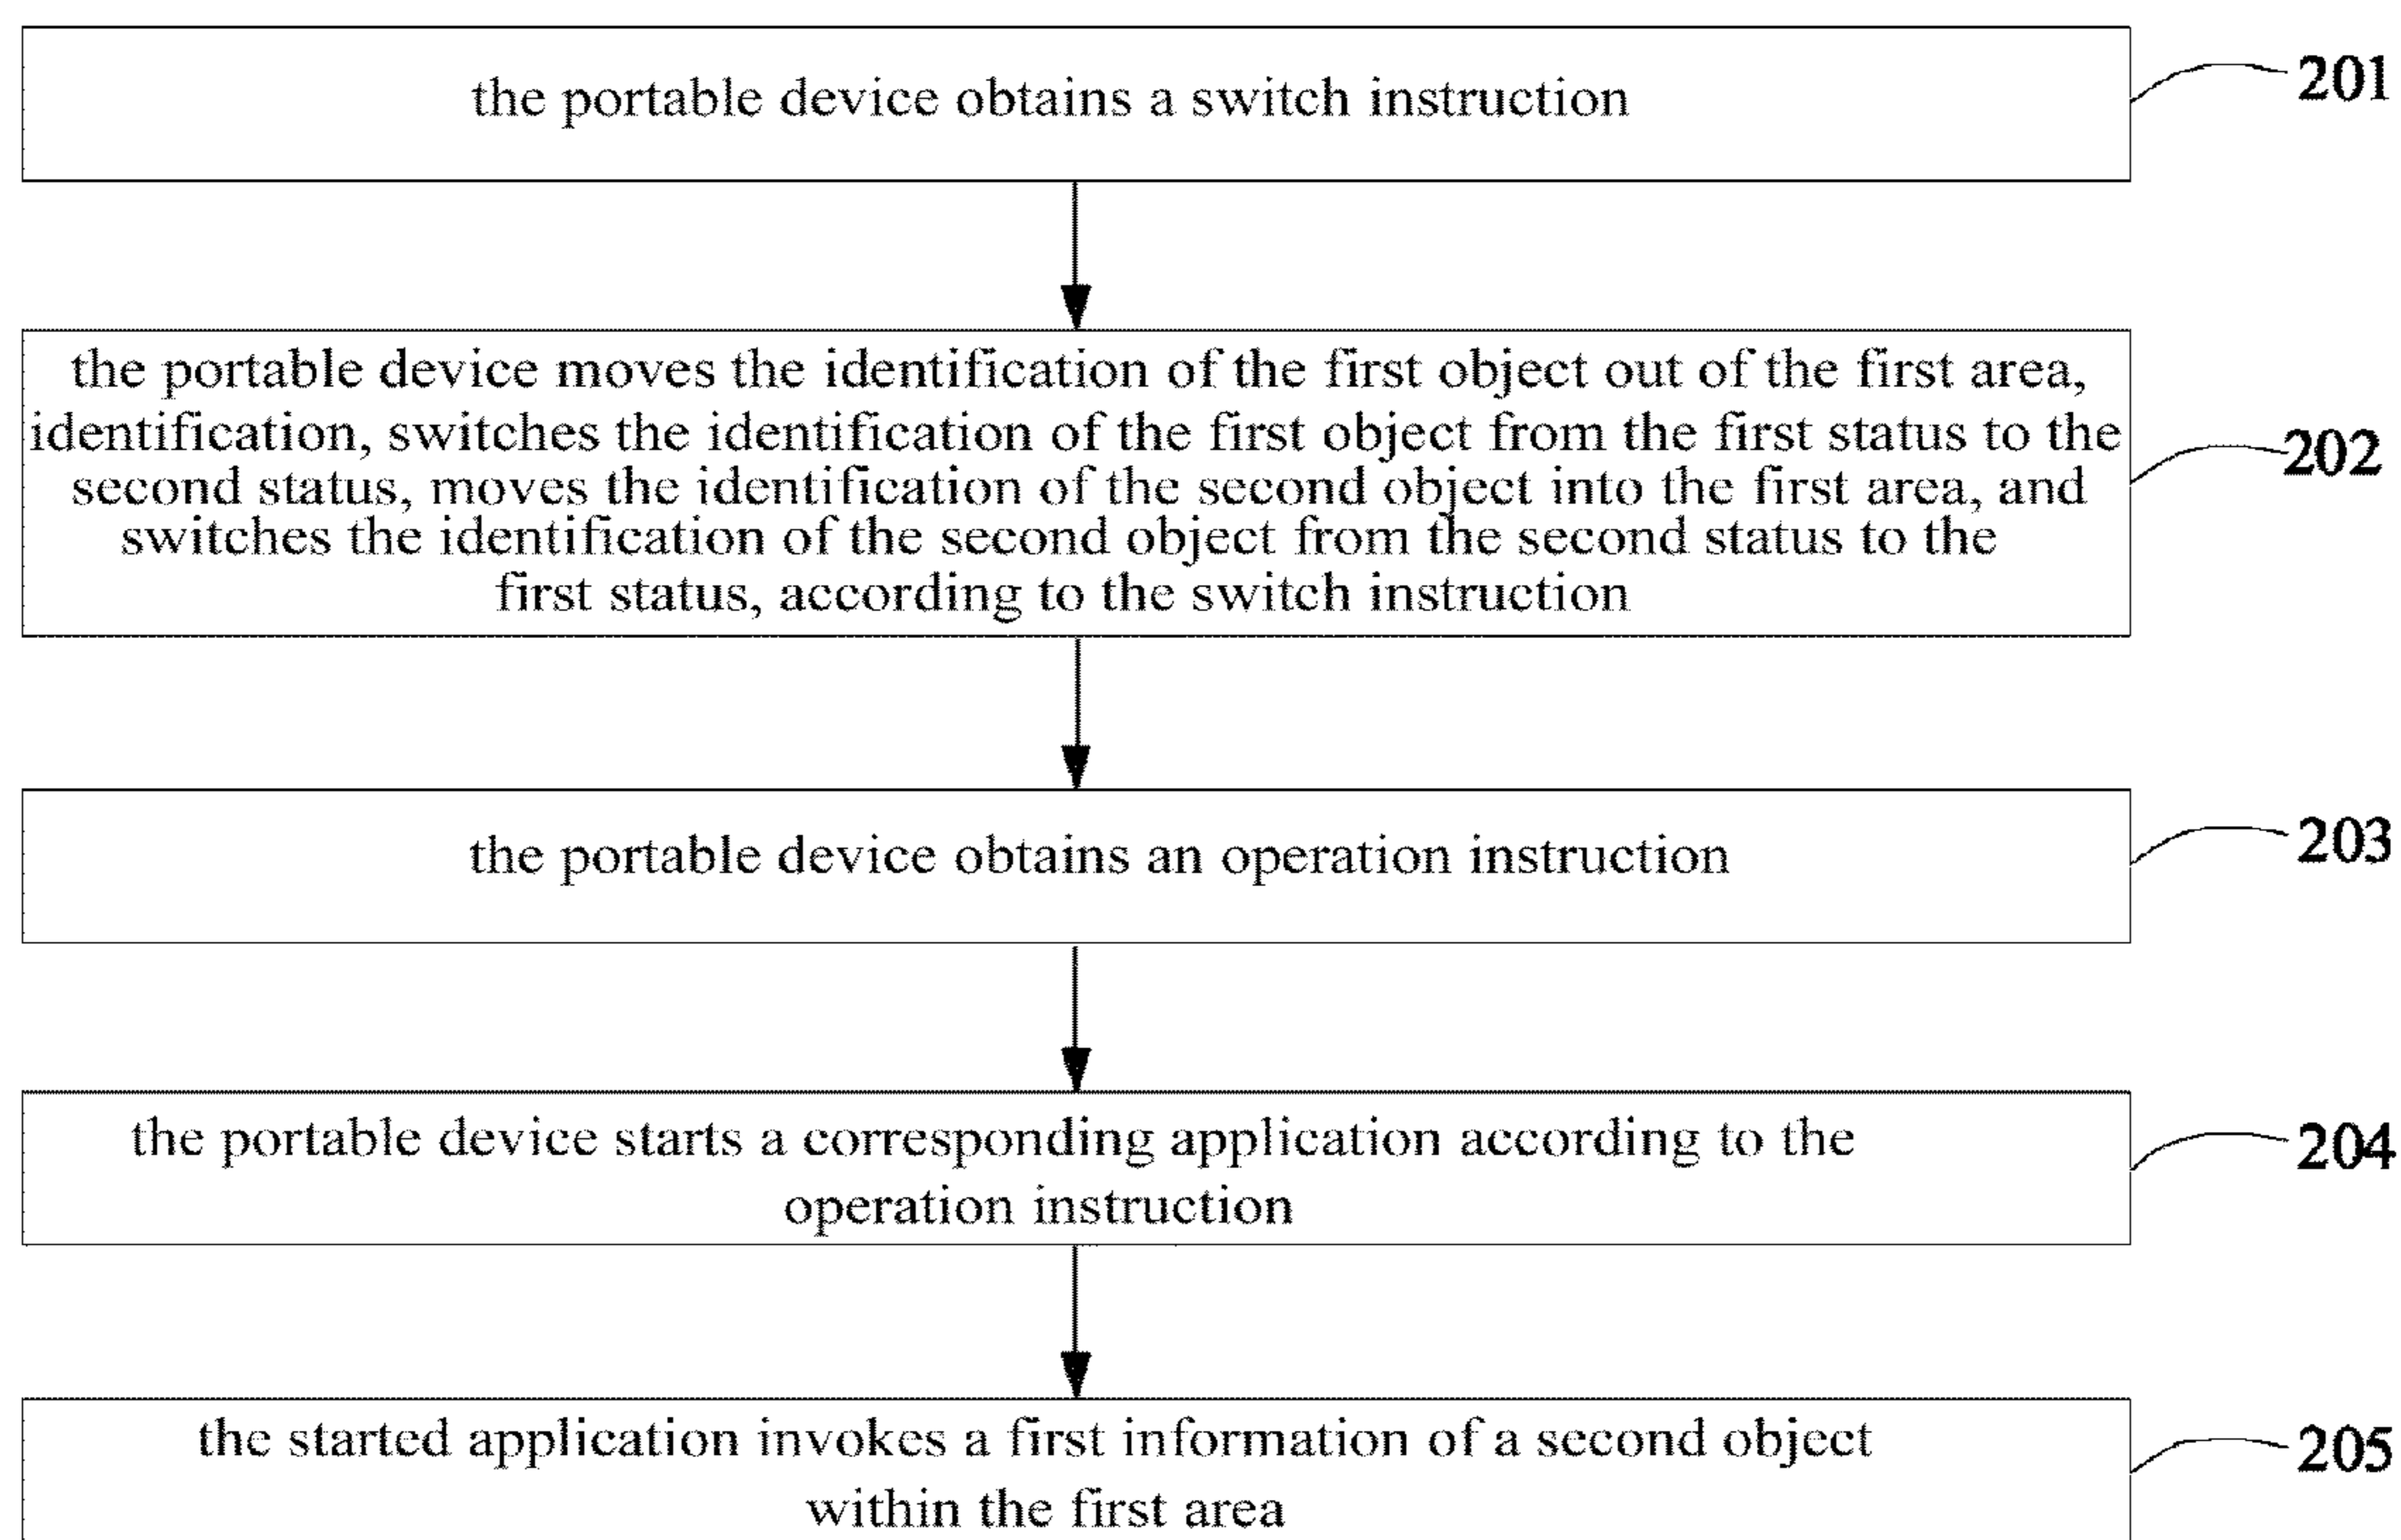 the portable device obtains a switch instruction
201
the portable device moves the identification of the first object out of the first area,
identification, switches the identification of the first object from the first status to the
second status, moves the identification of the second object into the first area, and
switches the identification of the second object from the second status to the
first status, according to the switch instruction
202
the portable device obtains an operation instruction
203
the portable device starts a corresponding application according to the
operation instruction
204
the started application invokes a first information of a second object
within the first area
205